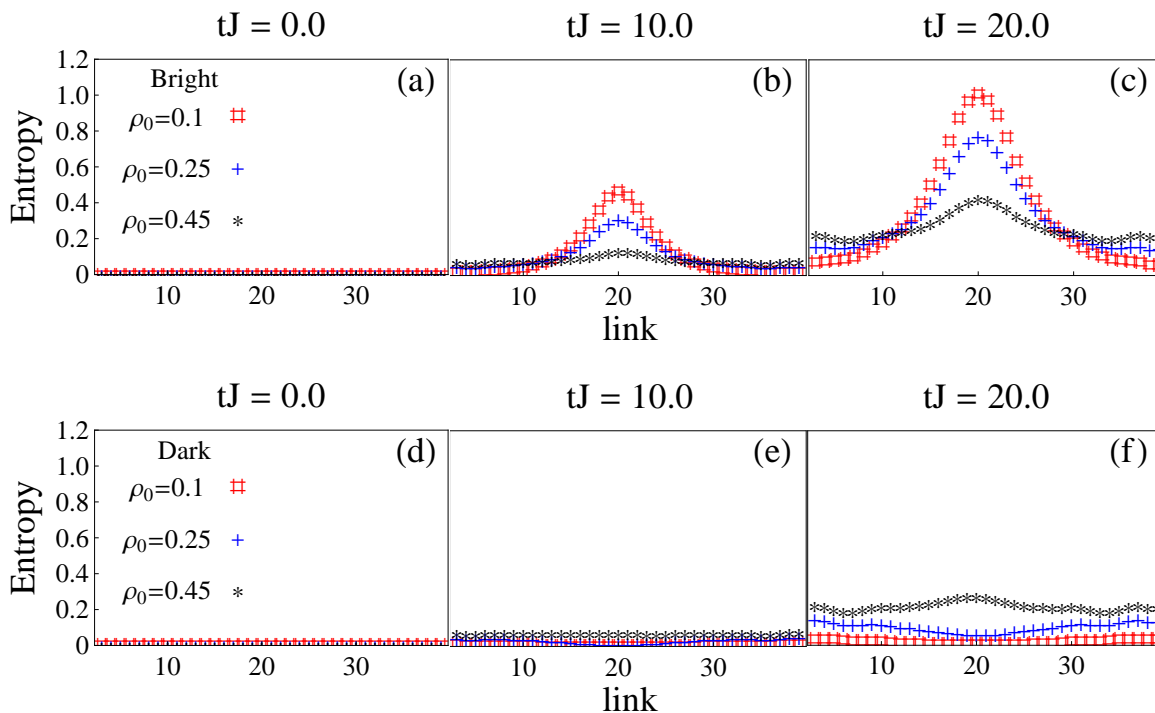 tJ = 0.0 tJ = 10.0 tJ = 20.0
1.2 Bright (a) (b) (c)
1.0
ρ0=0.1
0.8
ρ0=0.25
0.6
Entropy
0.4
ρ0=0.45
0.2
0
10 20 30 10 20 30 10 20 30
link
tJ = 0.0 tJ = 10.0 tJ = 20.0
1.2 Dark (d) (e) (f)
1.0
ρ0=0.1
0.8
ρ0=0.25
0.6
Entropy
0.4
ρ0=0.45
0.2
0
10 20 30 10 20 30 10 20 30
link